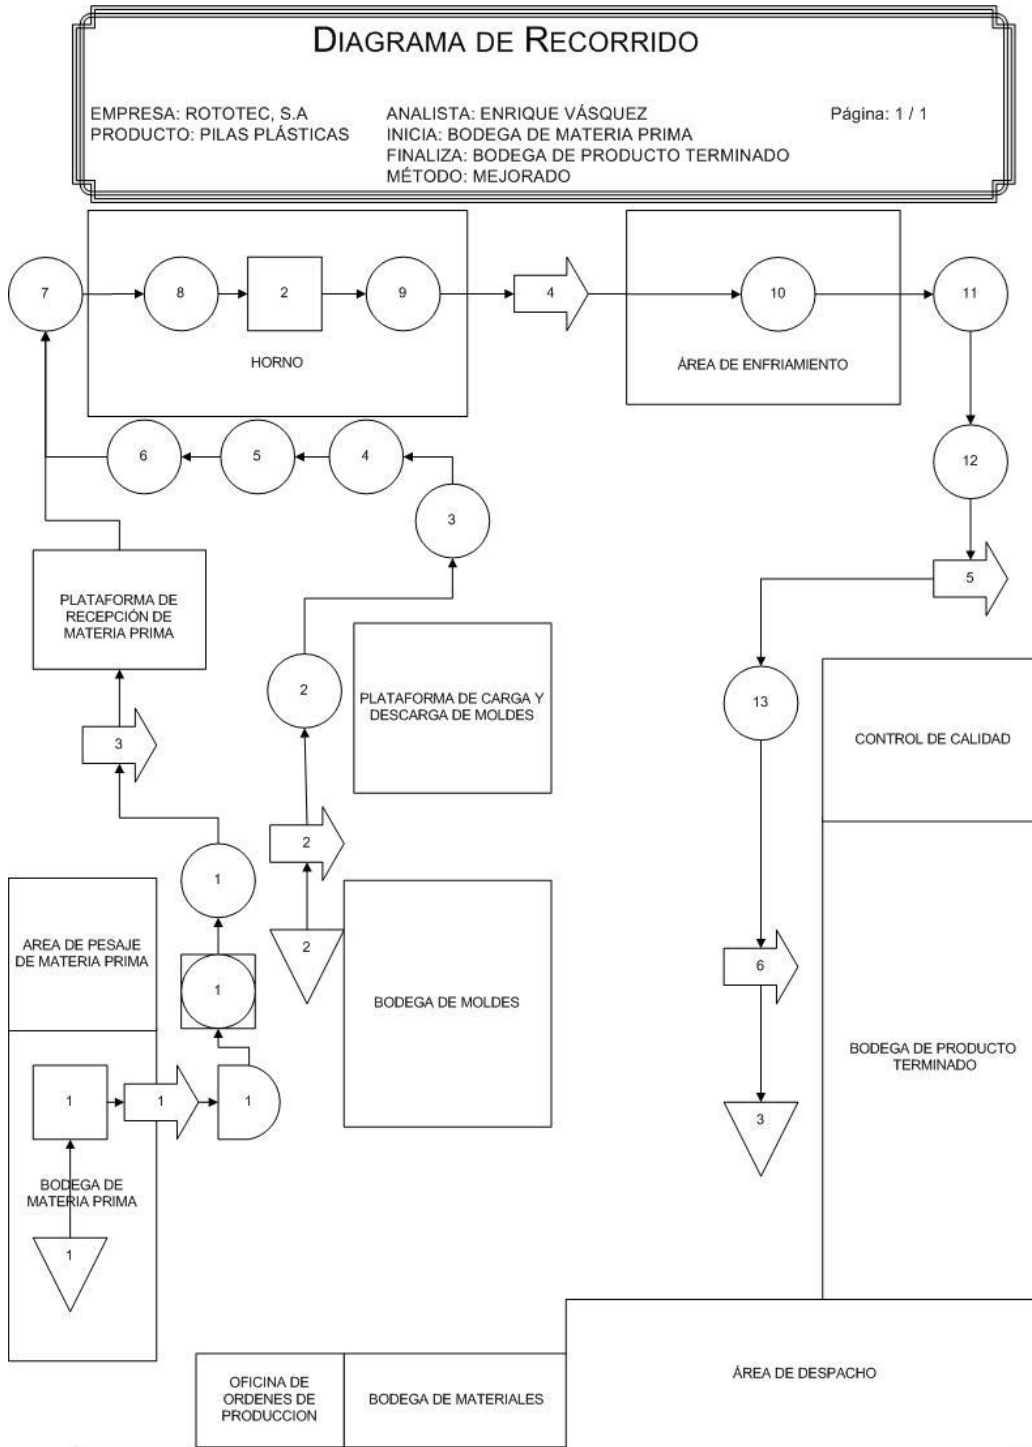 DIAGRAMA DE RECORRIDO
EMPRESA: ROTOTEC, S.A
PRODUCTO: PILAS PLÁSTICAS
ANALISTA: ENRIQUE VÁSQUEZ
INICIA: BODEGA DE MATERIA PRIMA
FINALIZA: BODEGA DE PRODUCTO TERMINADO
MÉTODO: MEJORADO
Página: 1 / 1
7
8
2
9
4
10
11
HORNO
ÁREA DE ENFRIAMIENTO
6
5
4
12
3
5
PLATAFORMA DE
RECEPCIÓN DE
MATERIA PRIMA
2
PLATAFORMA DE CARGA Y
DESCARGA DE MOLDES
13
CONTROL DE CALIDAD
3
2
1
AREA DE PESAJE
DE MATERIA PRIMA
2
6
1
BODEGA DE MOLDES
BODEGA DE PRODUCTO
TERMINADO
1
1
1
3
BODEGA DE
MATERIA PRIMA
1
OFICINA DE
ORDENES DE
PRODUCCION
BODEGA DE MATERIALES
ÁREA DE DESPACHO